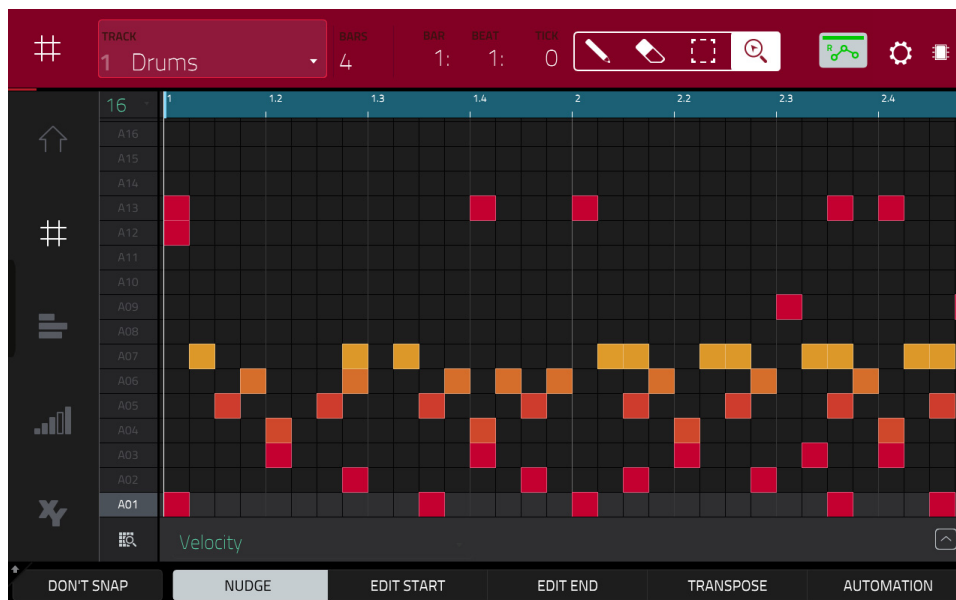 TRACK BARS BAR BEAT TICK
1 Drums 4 1: 1: 0
R
16 1 1.2 1.3 1.4 2 2.2 2.3 2.4
A16
A15
A14
A13
A12
A11
A10
A09
A08
A07
A06
A05
A04
A03
A02
A01
XY
Velocity
DON'T SNAP NUDGE EDIT START EDIT END TRANSPOSE AUTOMATION